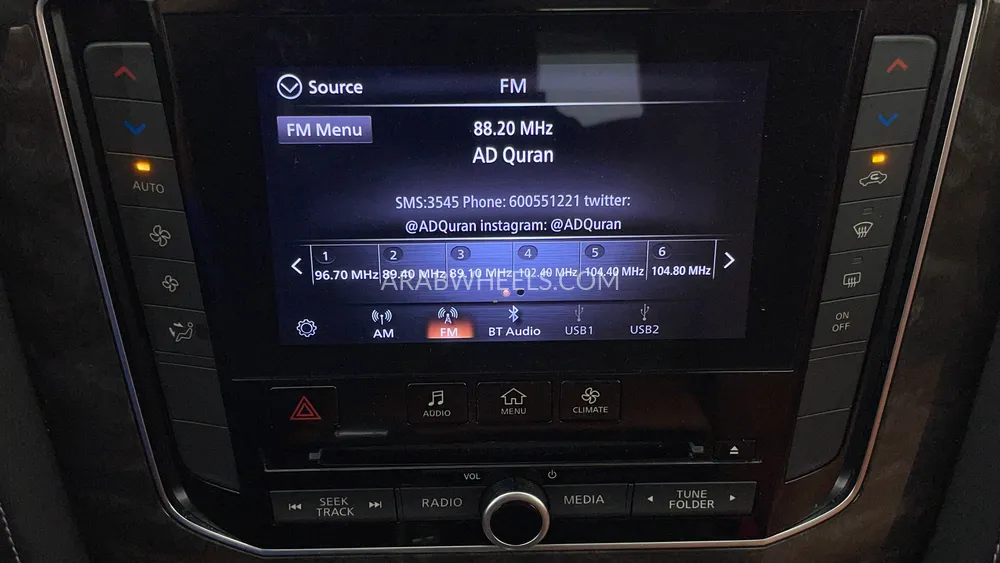 Source
FM
FM Menu
88.20 MHz
AD Quran
SMS:3545 Phone: 600551221 twitter:
@ADQuran instagram: @ADQuran
1 2 3 4 5 6
96.70 MHz 89.40 MHz 89.10 MHz 102.40 MHz 104.40 MHz 104.80 MHz
ARABWHEELS.COM
AM FM BT Audio USB1 USB2
AUTO
ON
OFF
AUDIO
MENU
CLIMATE
VOL
SEEK
TRACK
RADIO
MEDIA
TUNE
FOLDER